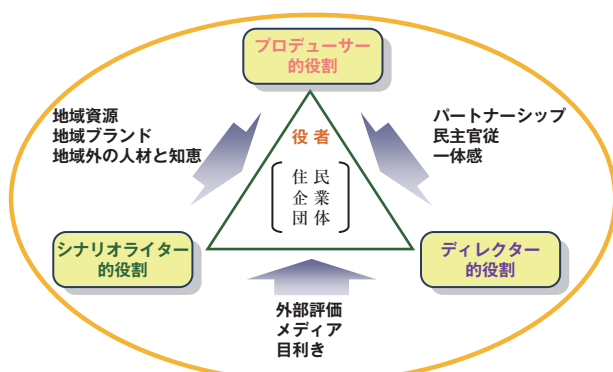 プロデューサー
的役割
地域資源
地域ブランド
地域外の人材と知恵
パートナーシップ
民主官従
一体感
役者
住民
企業
団体
シナリオライター
的役割
ディレクター
的役割
外部評価
メディア
目利き